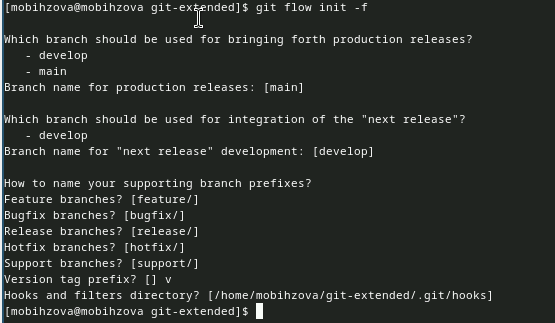 [mobihzova@mobihzova git-extended]$ git flow init -f
Which branch should be used for bringing forth production releases?
- develop
- main
Branch name for production releases: [main]
Which branch should be used for integration of the "next release"?
- develop
Branch name for "next release" development: [develop]
How to name your supporting branch prefixes?
Feature branches? [feature/]
Bugfix branches? [bugfix/]
Release branches? [release/]
Hotfix branches? [hotfix/]
Support branches? [support/]
Version tag prefix? [] v
Hooks and filters directory? [/home/mobihzova/git-extended/.git/hooks]
[mobihzova@mobihzova git-extended]$